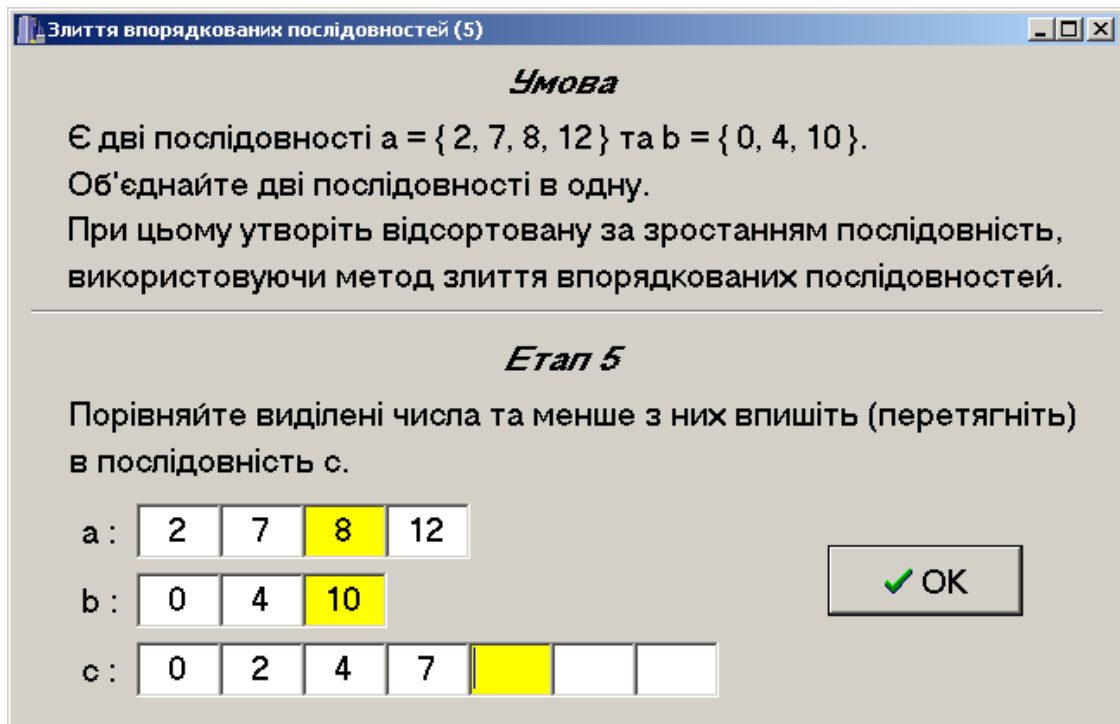 Злиття впорядкованих послідовностей (5)
Умова
Є дві послідовності a = { 2, 7, 8, 12 } та b = { 0, 4, 10 }.
Об'єднайте дві послідовності в одну.
При цьому утворіть відсортовану за зростанням послідовність,
використовуючи метод злиття впорядкованих послідовностей.
Етап 5
Порівняйте виділені числа та менше з них впишіть (перетягніть)
в послідовність c.
a : 2 7 8 12
b : 0 4 10
OK
c : 0 2 4 7